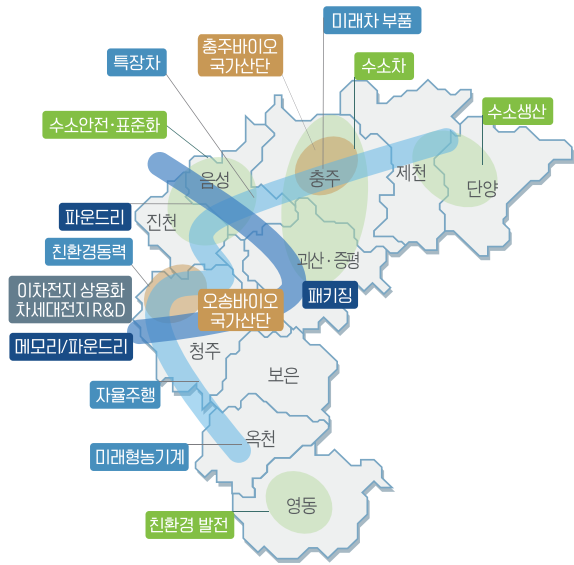 미래차 부품
충주바이오
국가산단
특장차
수소차
수소생산
수소안전·표준화
음성
충주
제천
단양
파운드리
진천
친환경동력
괴산·증평
이차전지 상용화
차세대전지 R&D
오송바이오
국가산단
패키징
메모리/파운드리
청주
보은
자율주행
옥천
미래형농기계
영동
친환경 발전